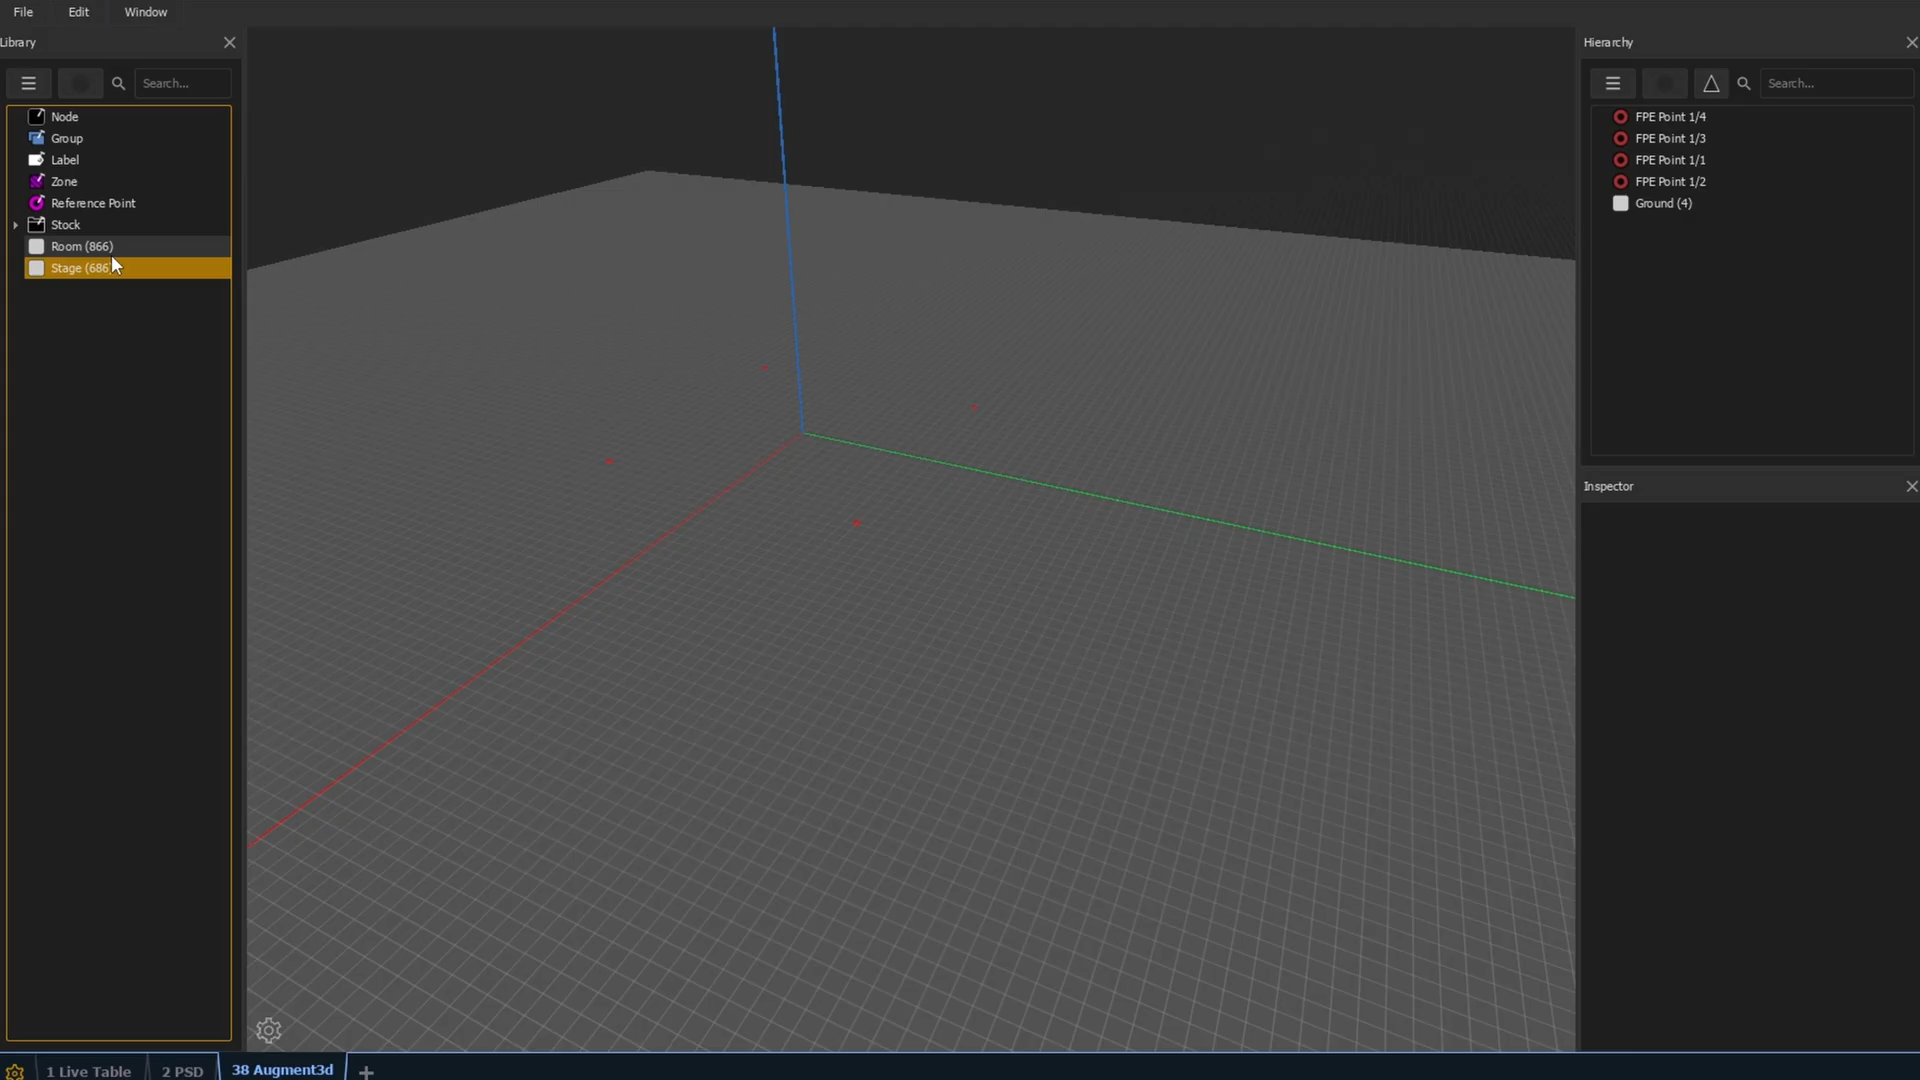 File Edit Window
Library
Search...
Node
Group
Label
Zone
Reference Point
Stock
Room (866)
Stage (686
Hierarchy
Search...
FPE Point 1/4
FPE Point 1/3
FPE Point 1/1
FPE Point 1/2
Ground (4)
Inspector
1 Live Table 2 PSD 38 Augment3d